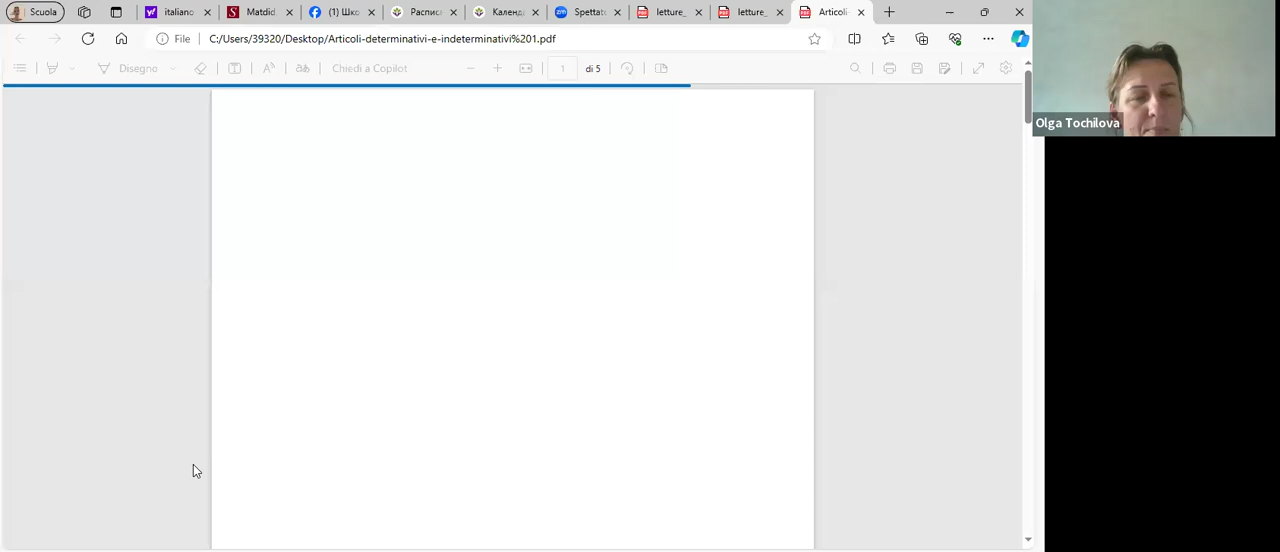 Scuola
italiano
Matdid.
(1) Шко
Распис
Календ
Spettat
letture_
letture_
Articoli-
File
C:/Users/39320/Desktop/Articoli-determinativi-e-indeterminativi%201.pdf
Disegno
Chiedi a Copilot
1
di 5
Olga Tochilova